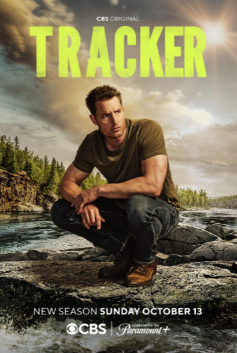 CBS ORIGINAL
TRACKER
NEW SEASON SUNDAY OCTOBER 13
CBS
Paramount+